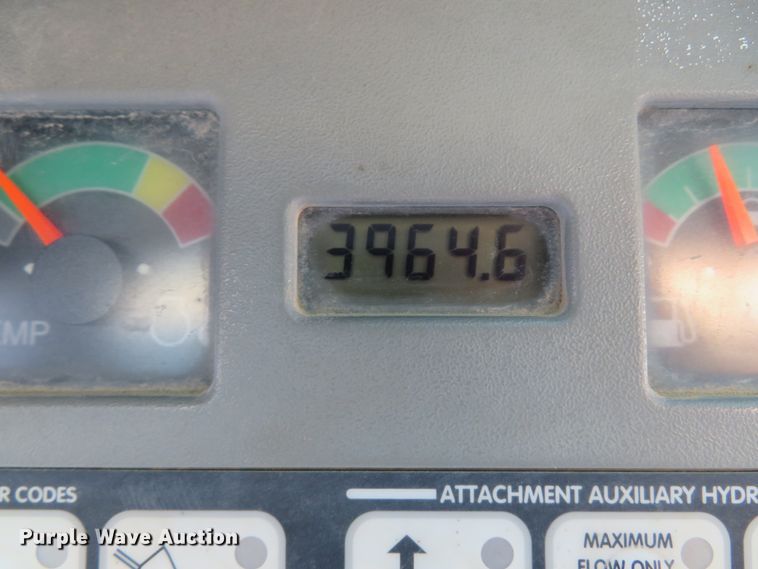 3964.6
EMP
R CODES
ATTACHMENT AUXILIARY HYDR
MAXIMUM
FLOW ONLY
Purple Wave Auction